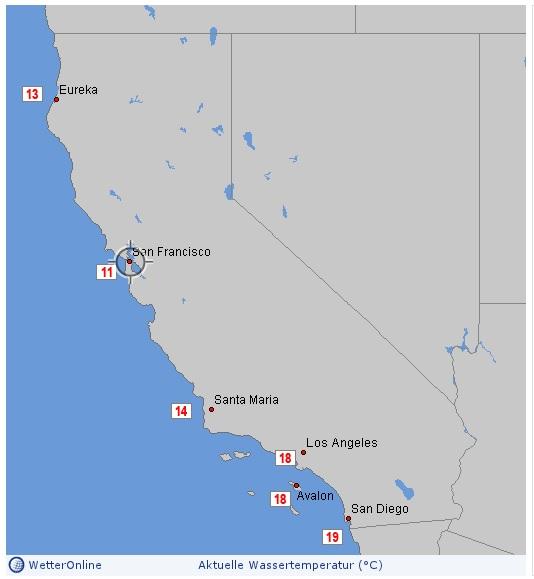 13
Eureka
San Francisco
11
Santa Maria
14
Los Angeles
18
Avalon
18
San Diego
19
WetterOnline
Aktuelle Wassertemperatur (°C)